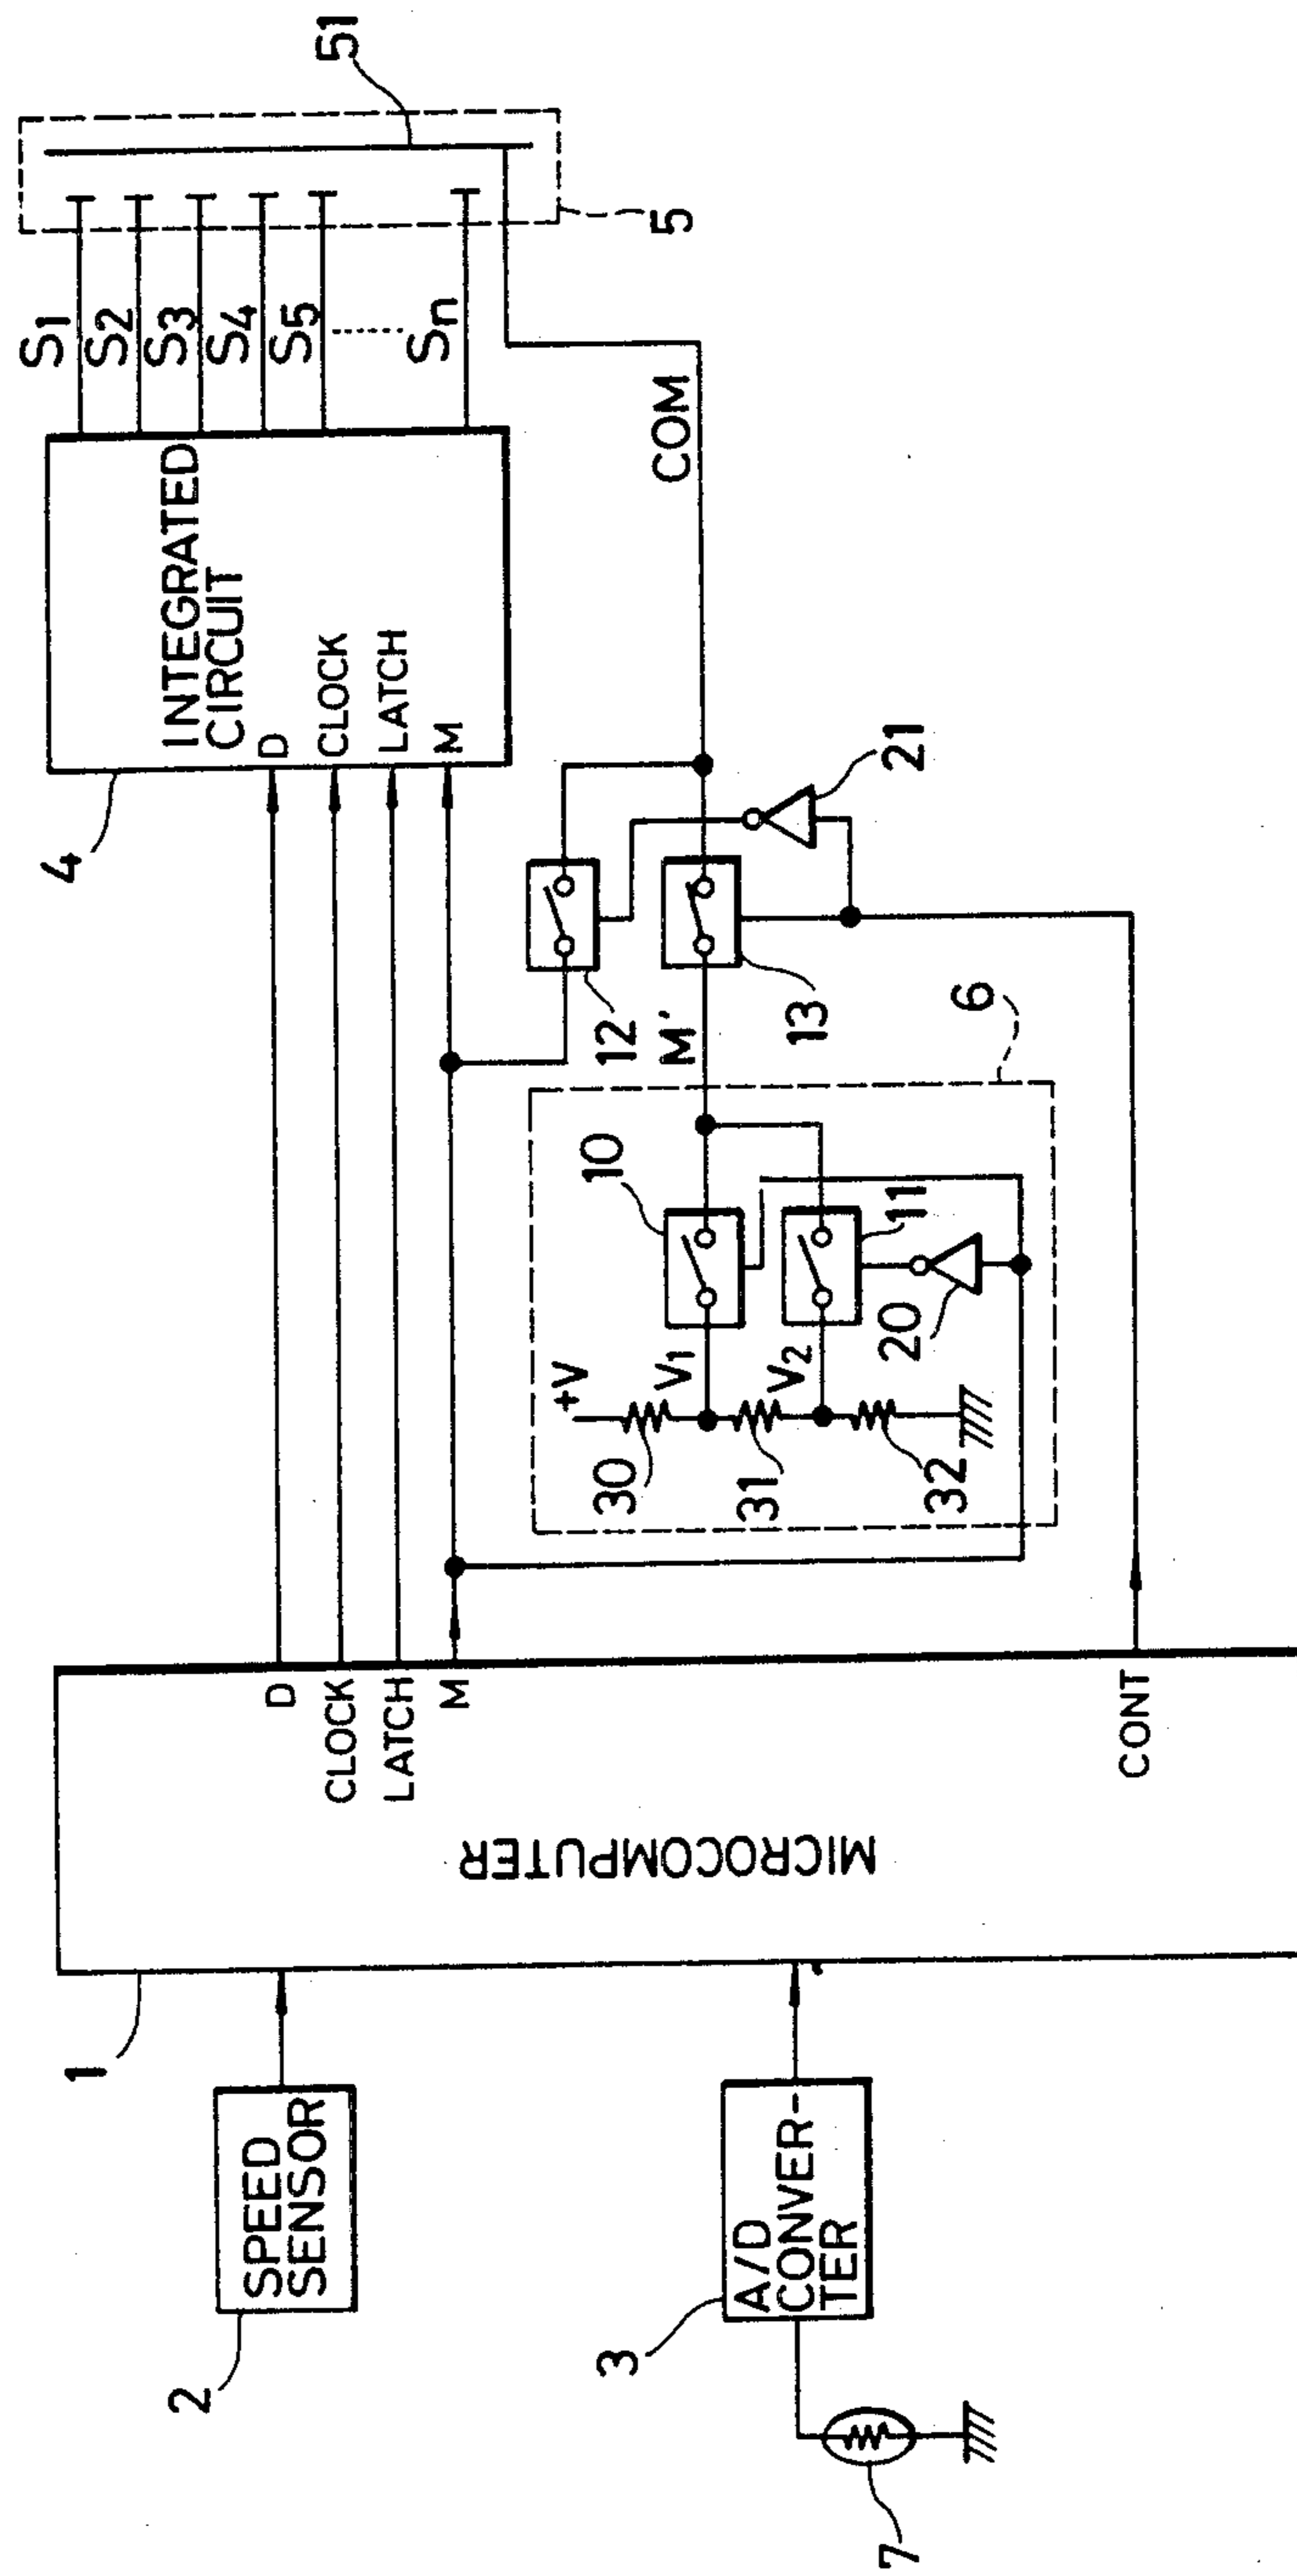 1
2
SPEED
SENSOR
3
A/D
CONVER-
TER
7
MICROCOMPUTER
D
CLOCK
LATCH
M
CONT
4
INTEGRATED
CIRCUIT
D
CLOCK
LATCH
M
S1
S2
S3
S4
S5
Sn
51
5
COM
+V
30
V1
31
V2
32
10
11
20
6
M'
12
13
21